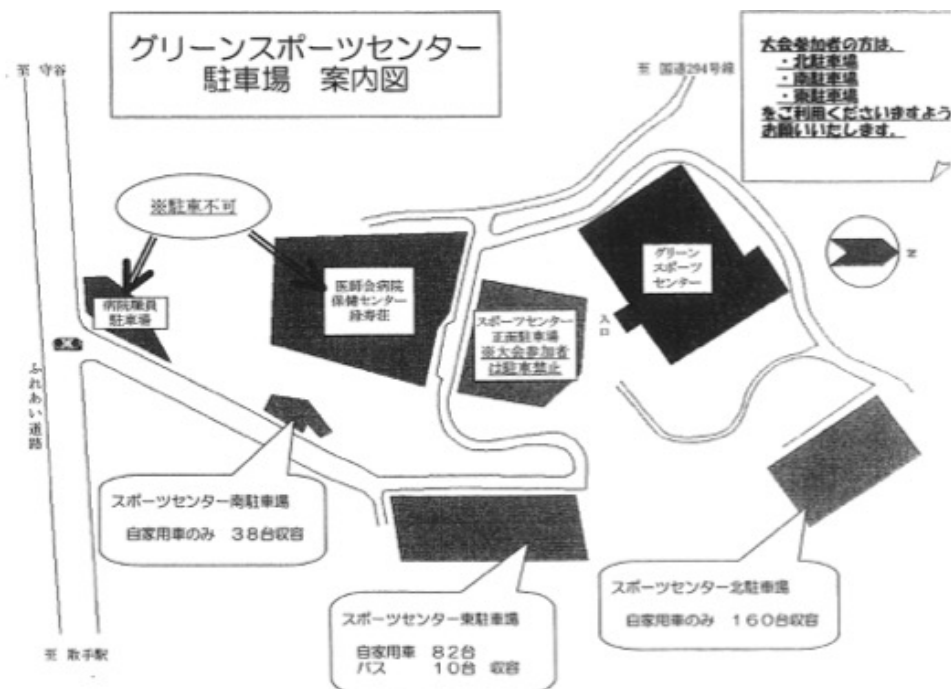 グリーンスポーツセンター
駐車場 案内図
至 守谷
至 国道294号線
大会参加者の方は、
・北駐車場
・南駐車場
・東駐車場
をご利用くださいますよう
お願いいたします。
※駐車不可
病院職員
駐車場
医師会病院
保健センター
緑寿荘
スポーツセンター
正面駐車場
※大会参加者
は駐車禁止
グリーン
スポーツ
センター
入口
N
ふれあい道路
スポーツセンター南駐車場
自家用車のみ 38台収容
スポーツセンター東駐車場
自家用車 82台
バス 10台 収容
スポーツセンター北駐車場
自家用車のみ 160台収容
至 取手駅